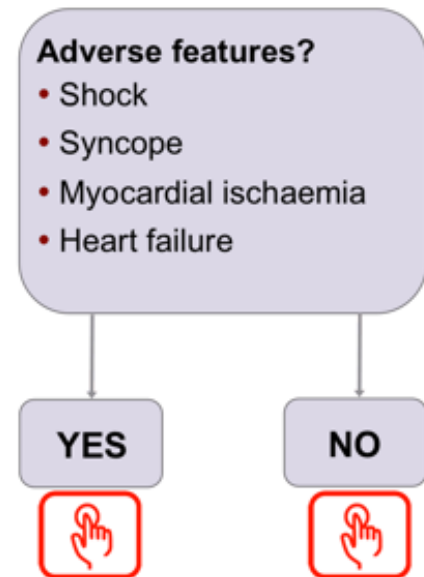 Adverse features?
• Shock
• Syncope
• Myocardial ischaemia
• Heart failure
YES
NO